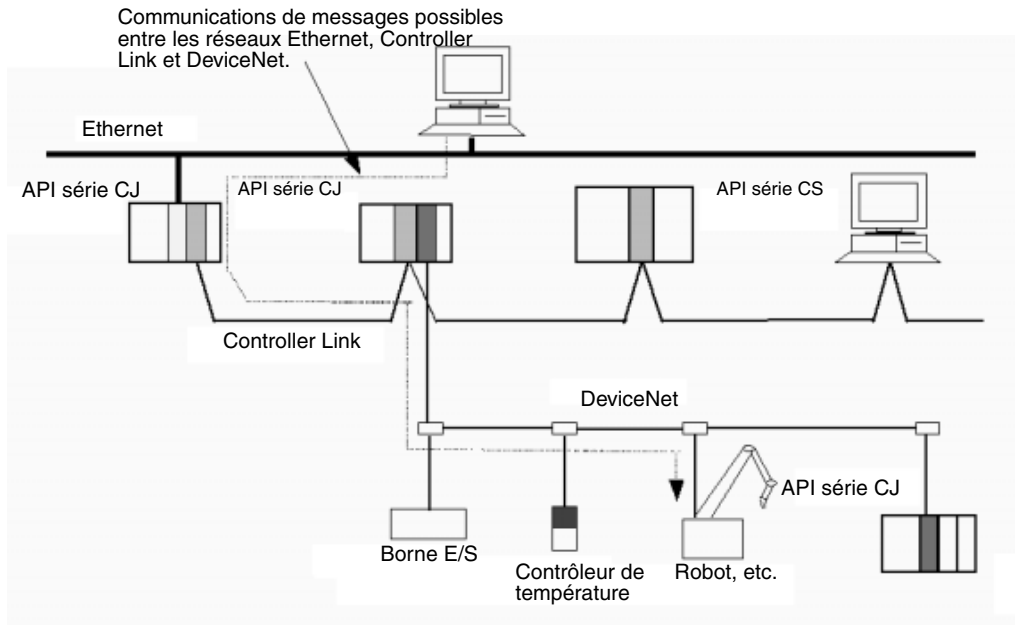 Communications de messages possibles
entre les réseaux Ethernet, Controller
Link et DeviceNet.
Ethernet
API série CJ
API série CJ
API série CS
Controller Link
DeviceNet
API série CJ
Borne E/S
Contrôleur de
température
Robot, etc.